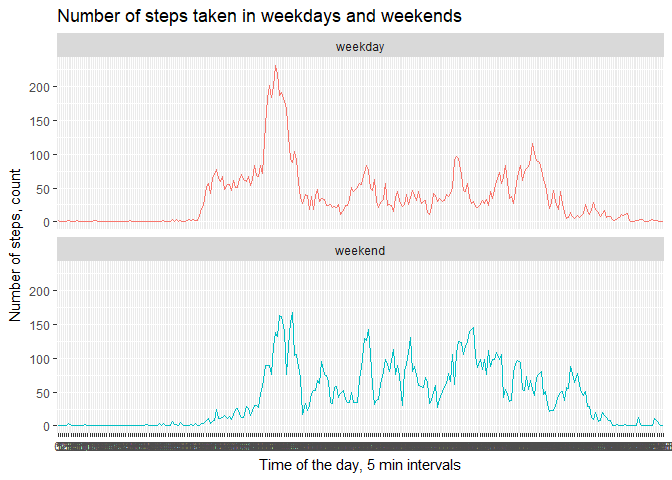 Number of steps taken in weekdays and weekends
weekday
200
150
100
50
0
Number of steps, count
weekend
200
150
100
50
0
Time of the day, 5 min intervals